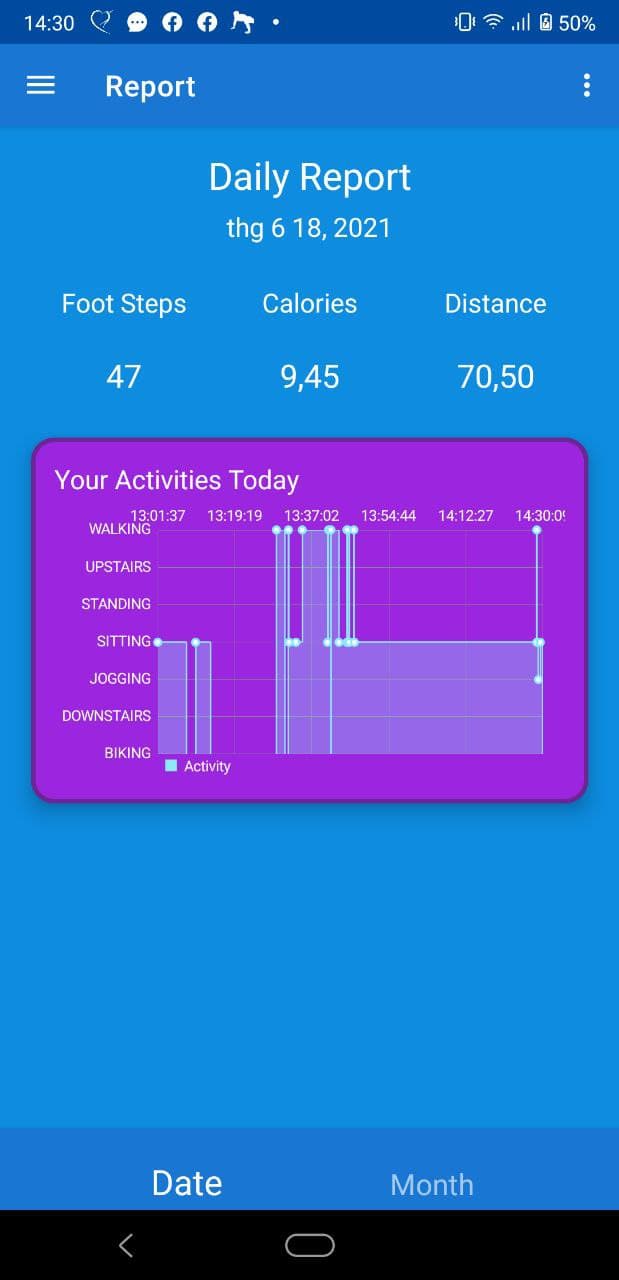 14:30 50%
Report
Daily Report
thg 6 18, 2021
Foot Steps Calories Distance
47 9,45 70,50
Your Activities Today
13:01:37 13:19:19 13:37:02 13:54:44 14:12:27 14:30:09
WALKING
UPSTAIRS
STANDING
SITTING
JOGGING
DOWNSTAIRS
BIKING
Activity
Date Month